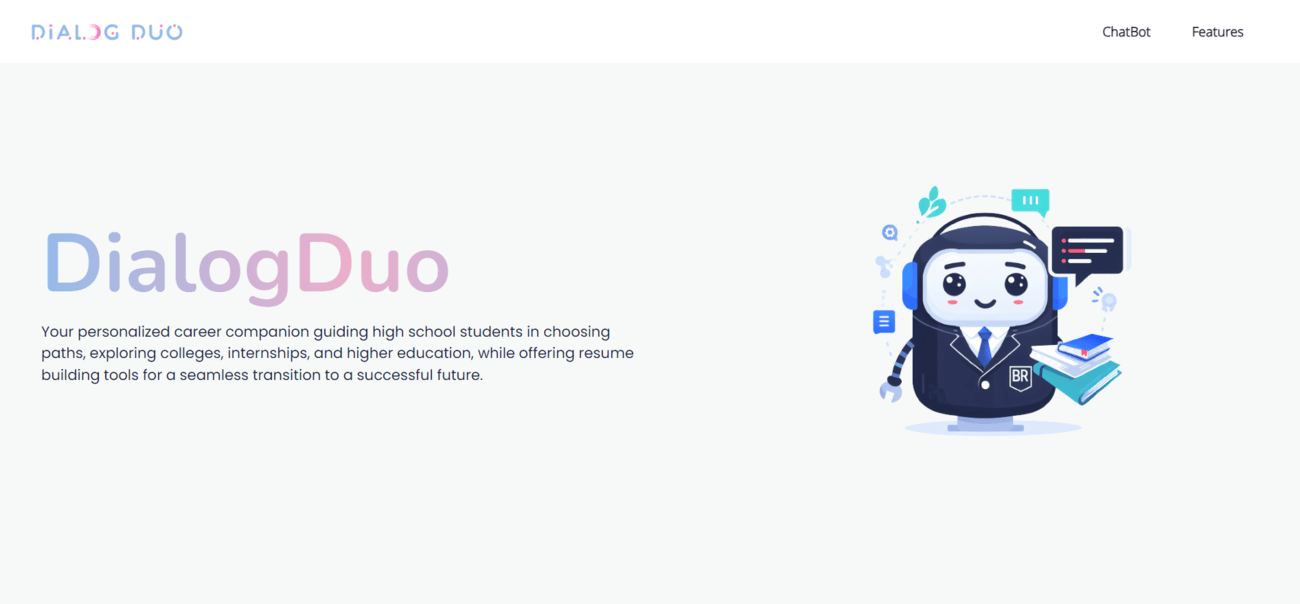 DiALOG DUO
ChatBot
Features
DialogDuo
Your personalized career companion guiding high school students in choosing
paths, exploring colleges, internships, and higher education, while offering resume
building tools for a seamless transition to a successful future.
BR